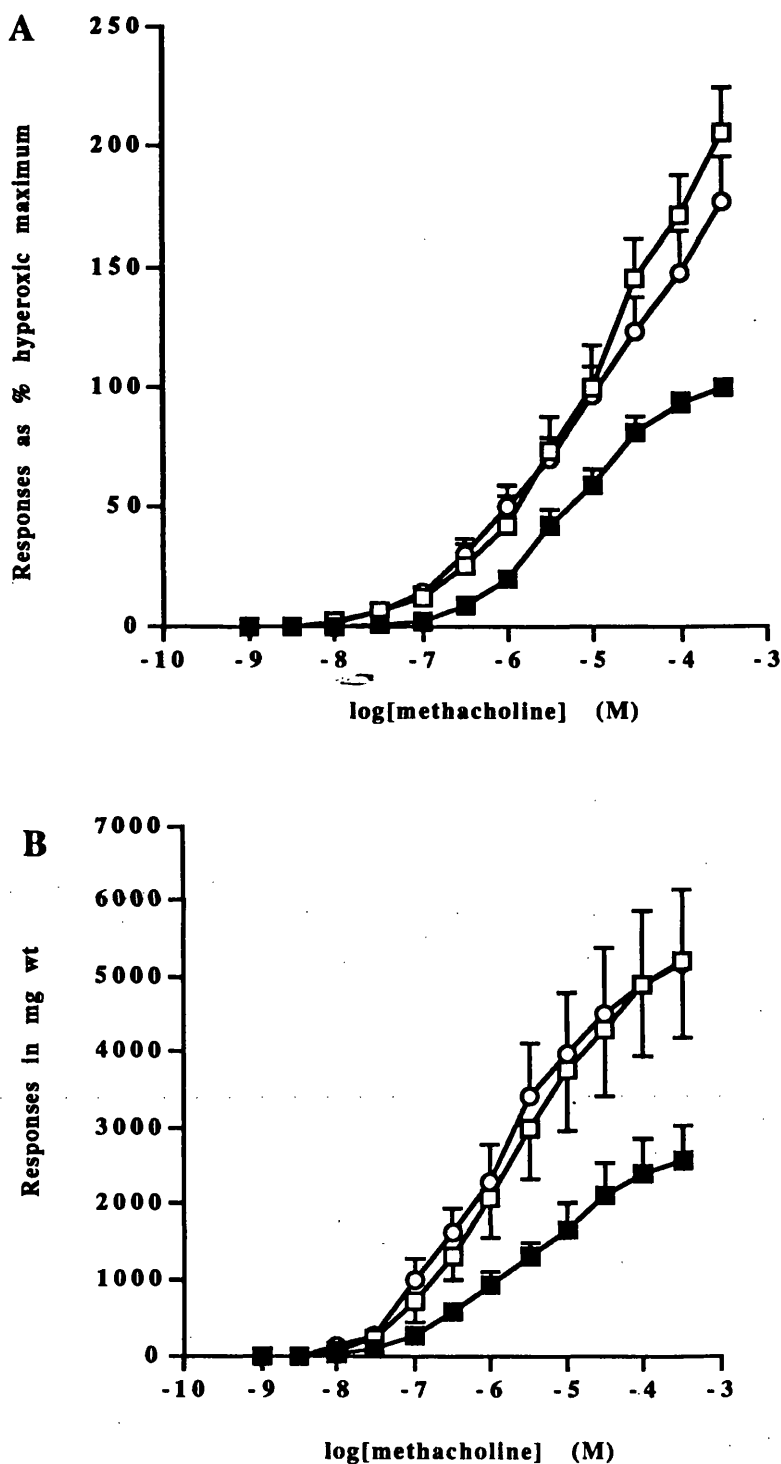 A
Responses as % hyperoxic maximum
250
200
150
100
50
0
-10 -9 -8 -7 -6 -5 -4 -3
log[methacholine] (M)
B
Responses in mg wt
7000
6000
5000
4000
3000
2000
1000
0
-10 -9 -8 -7 -6 -5 -4 -3
log[methacholine] (M)